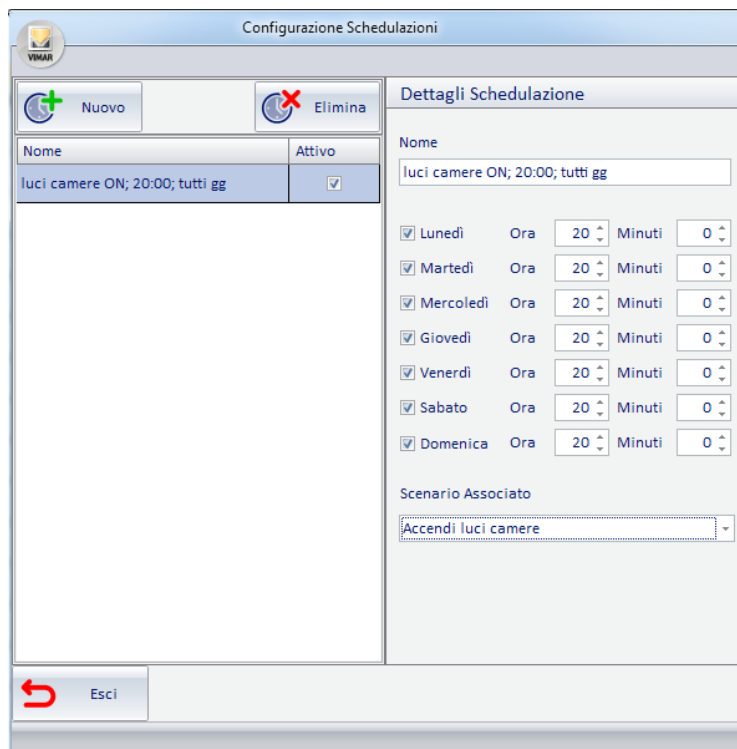 Configurazione Schedulazioni
VIMAR
Nuovo
Elimina
Nome Attivo
luci camere ON; 20:00; tutti gg
Dettagli Schedulazione
Nome
luci camere ON; 20:00; tutti gg
Lunedì Ora 20 Minuti 0
Martedì Ora 20 Minuti 0
Mercoledì Ora 20 Minuti 0
Giovedì Ora 20 Minuti 0
Venerdì Ora 20 Minuti 0
Sabato Ora 20 Minuti 0
Domenica Ora 20 Minuti 0
Scenario Associato
Accendi luci camere
Esci